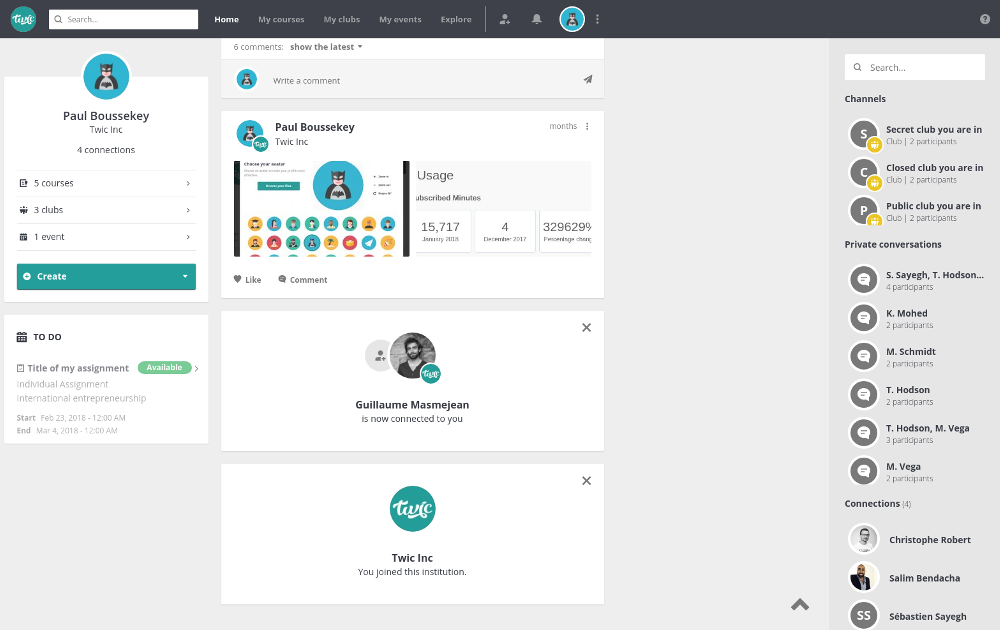 twic
Search...
Home
My courses
My clubs
My events
Explore
Paul Boussekey
Twic Inc
4 connections
5 courses
3 clubs
1 event
Create
TO DO
Title of my assignment
Available
Individual Assignment
International entrepreneurship
Start Feb 23, 2018 - 12:00 AM
End Mar 4, 2018 - 12:00 AM
6 comments: show the latest
Write a comment
Paul Boussekey
months
Twic Inc
twic
Choose your avatar
Usage
ubscribed Minutes
15,717
January 2018
4
December 2017
329629%
Percentage chang
Like
Comment
twic
Guillaume Masmejean
is now connected to you
twic
Twic Inc
You joined this institution.
Search...
Channels
S
Secret club you are in
Club | 2 participants
C
Closed club you are in
Club | 2 participants
P
Public club you are in
Club | 2 participants
Private conversations
S. Sayegh, T. Hodson...
4 participants
K. Mohed
2 participants
M. Schmidt
2 participants
T. Hodson
2 participants
T. Hodson, M. Vega
3 participants
M. Vega
2 participants
Connections (4)
Christophe Robert
Salim Bendacha
SS
Sébastien Sayegh